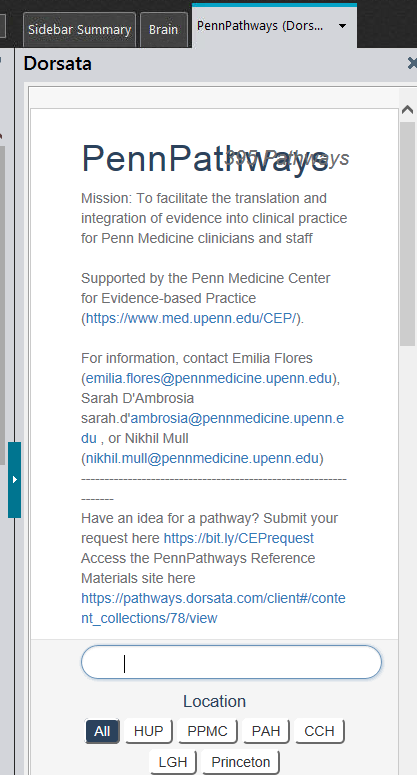 Sidebar Summary Brain PennPathways (Dors...
Dorsata
PennPathways
395 Pathways
Mission: To facilitate the translation and
integration of evidence into clinical practice
for Penn Medicine clinicians and staff
Supported by the Penn Medicine Center
for Evidence-based Practice
(https://www.med.upenn.edu/CEP/).
For information, contact Emilia Flores
(emilia.flores@pennmedicine.upenn.edu),
Sarah D'Ambrosia
sarah.d'ambrosia@pennmedicine.upenn.e
du , or Nikhil Mull
(nikhil.mull@pennmedicine.upenn.edu)
------------------------------------------------------------
-------
Have an idea for a pathway? Submit your
request here https://bit.ly/CEPrequest
Access the PennPathways Reference
Materials site here
https://pathways.dorsata.com/client#/conte
nt_collections/78/view
Location
All HUP PPMC PAH CCH
LGH Princeton